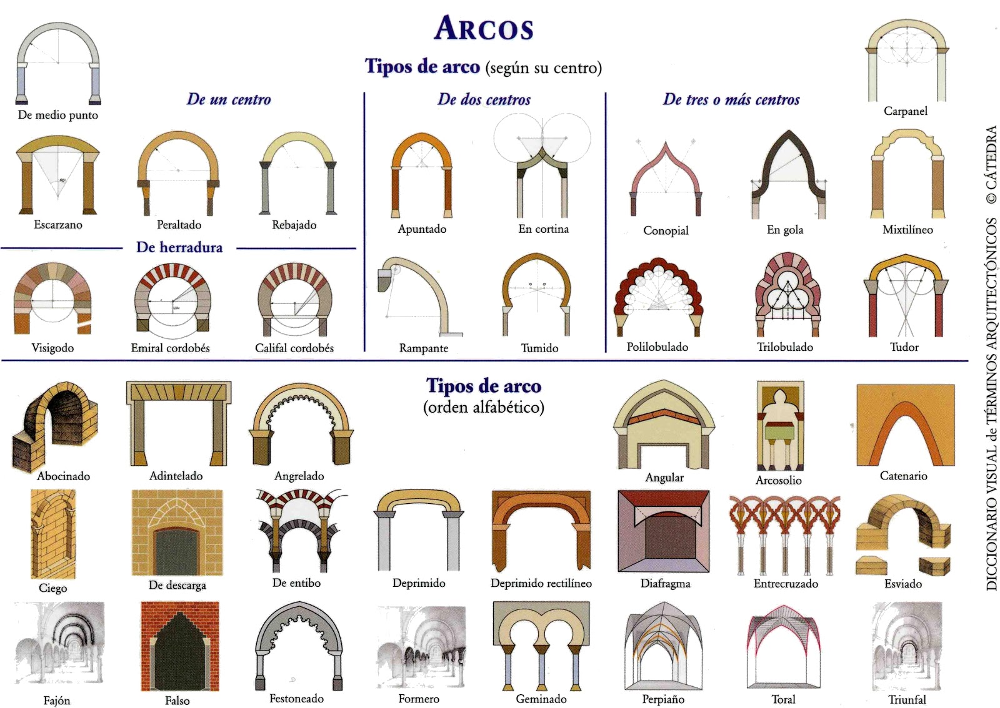 ARCOS
Tipos de arco (según su centro)
De un centro
De dos centros
De tres o más centros
De medio punto
Carpanel
Escarzano
Peraltado
Rebajado
Apuntado
En cortina
Conopial
En gola
Mixtilíneo
De herradura
Visigodo
Emiral cordobés
Califal cordobés
Rampante
Tumido
Polilobulado
Trilobulado
Tudor
Tipos de arco
(orden alfabético)
Abocinado
Adintelado
Angrelado
Angular
Arcosolio
Catenario
Ciego
De descarga
De entibo
Deprimido
Deprimido rectilíneo
Diafragma
Entrecruzado
Esviado
Fajón
Falso
Festoneado
Formero
Geminado
Perpiaño
Toral
Triunfal
DICCIONARIO VISUAL de TÉRMINOS ARQUITECTÓNICOS © CÁTEDRA